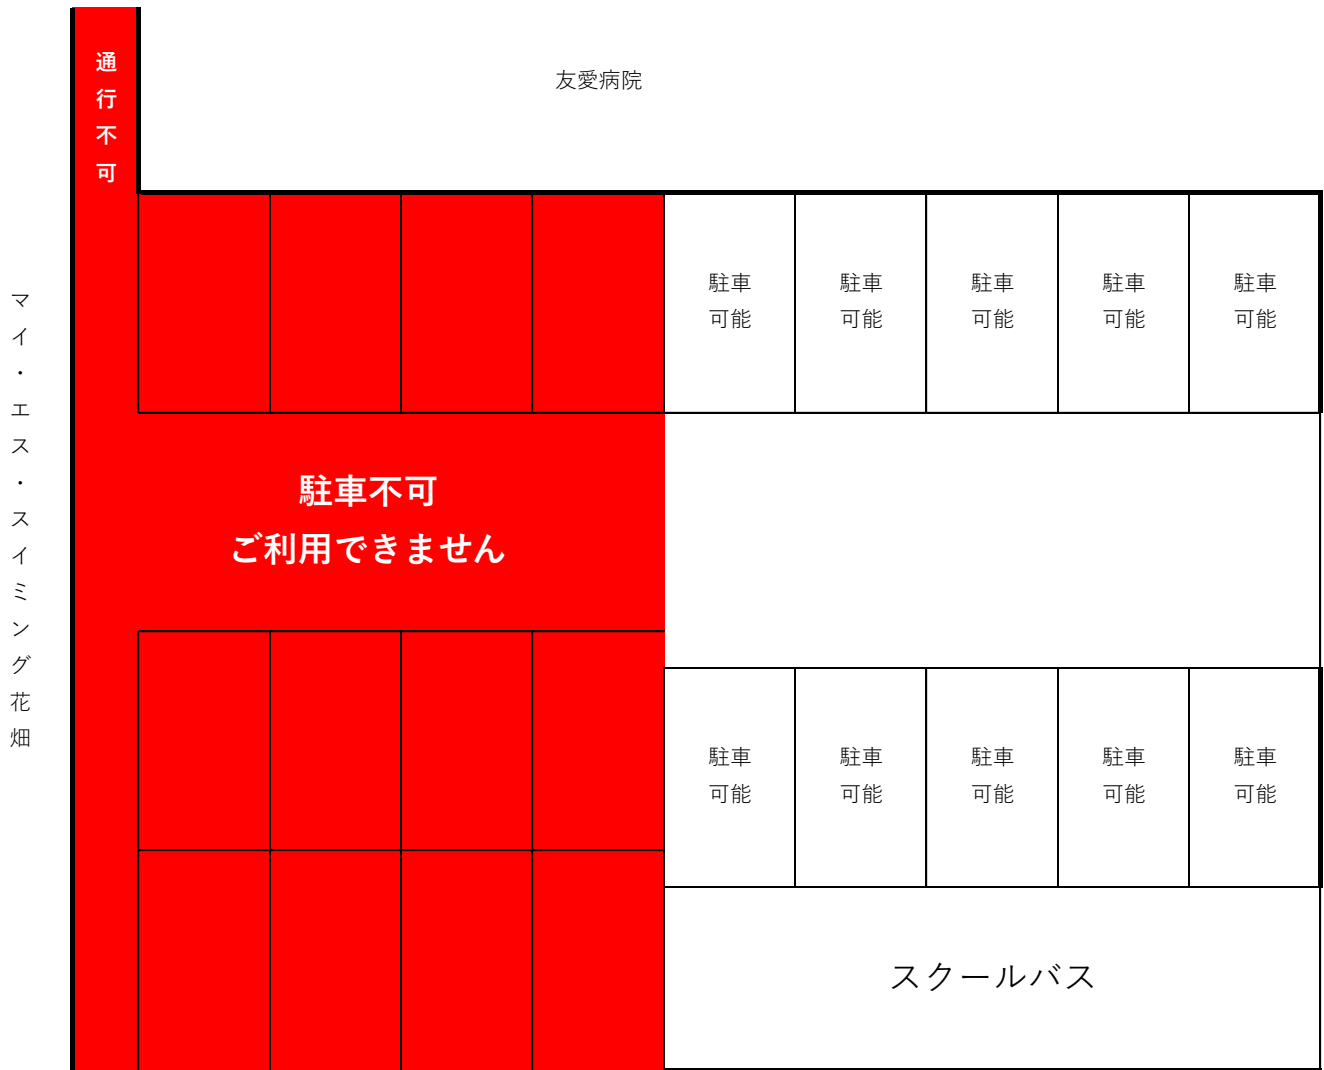 通行不可
友愛病院
マイ・エス・スイミング花畑
駐車
可能
駐車
可能
駐車
可能
駐車
可能
駐車
可能
駐車不可
ご利用できません
駐車
可能
駐車
可能
駐車
可能
駐車
可能
駐車
可能
スクールバス